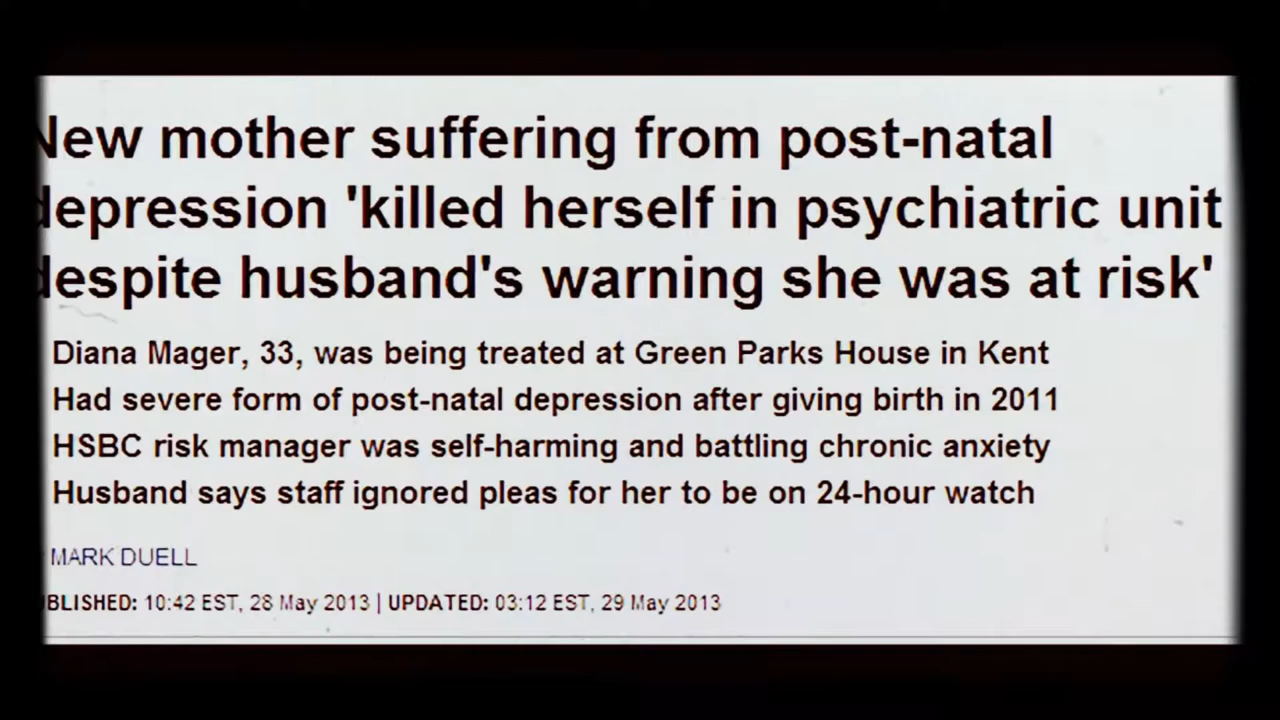 New mother suffering from post-natal
depression 'killed herself in psychiatric unit
despite husband's warning she was at risk'
Diana Mager, 33, was being treated at Green Parks House in Kent
Had severe form of post-natal depression after giving birth in 2011
HSBC risk manager was self-harming and battling chronic anxiety
Husband says staff ignored pleas for her to be on 24-hour watch
MARK DUELL
BLISHED: 10:42 EST, 28 May 2013 | UPDATED: 03:12 EST, 29 May 2013